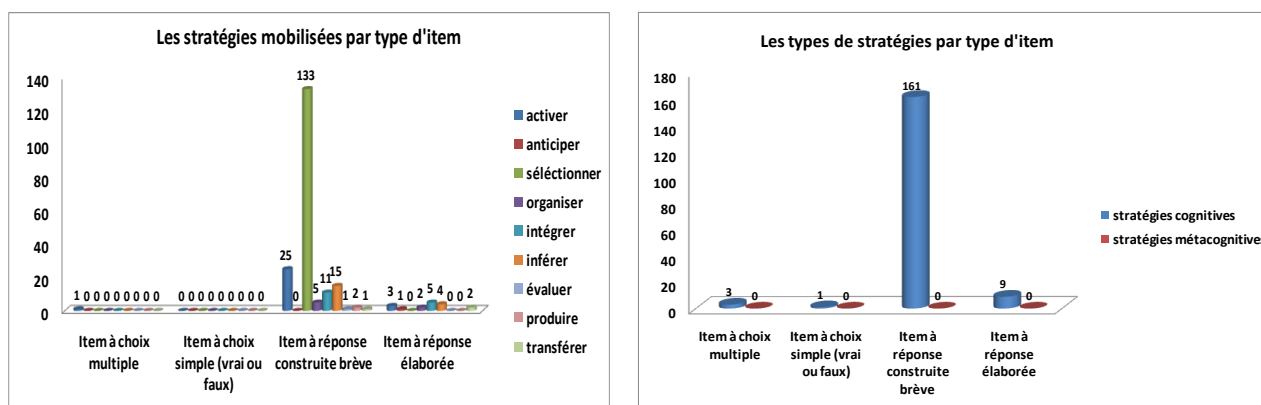 Les stratégies mobilisées par type d'item
140
120
100
80
60
40
20
0
1 0 0 0 0 0 0 0 0
0 0 0 0 0 0 0 0 0
25 0 133 5 11 15 1 2 1
3 1 0 2 5 4 0 0 2
Item à choix
multiple
Item à choix
simple (vrai ou
faux)
Item à réponse
construite brève
Item à réponse
élaborée
activer
anticiper
séléctionner
organiser
intégrer
inférer
évaluer
produire
transférer
Les types de stratégies par type d'item
180
160
140
120
100
80
60
40
20
0
3 0
1 0
161 0
9 0
Item à choix
multiple
Item à choix
simple (vrai ou
faux)
Item à
réponse
construite
brève
Item à
réponse
élaborée
stratégies cognitives
stratégies métacognitive